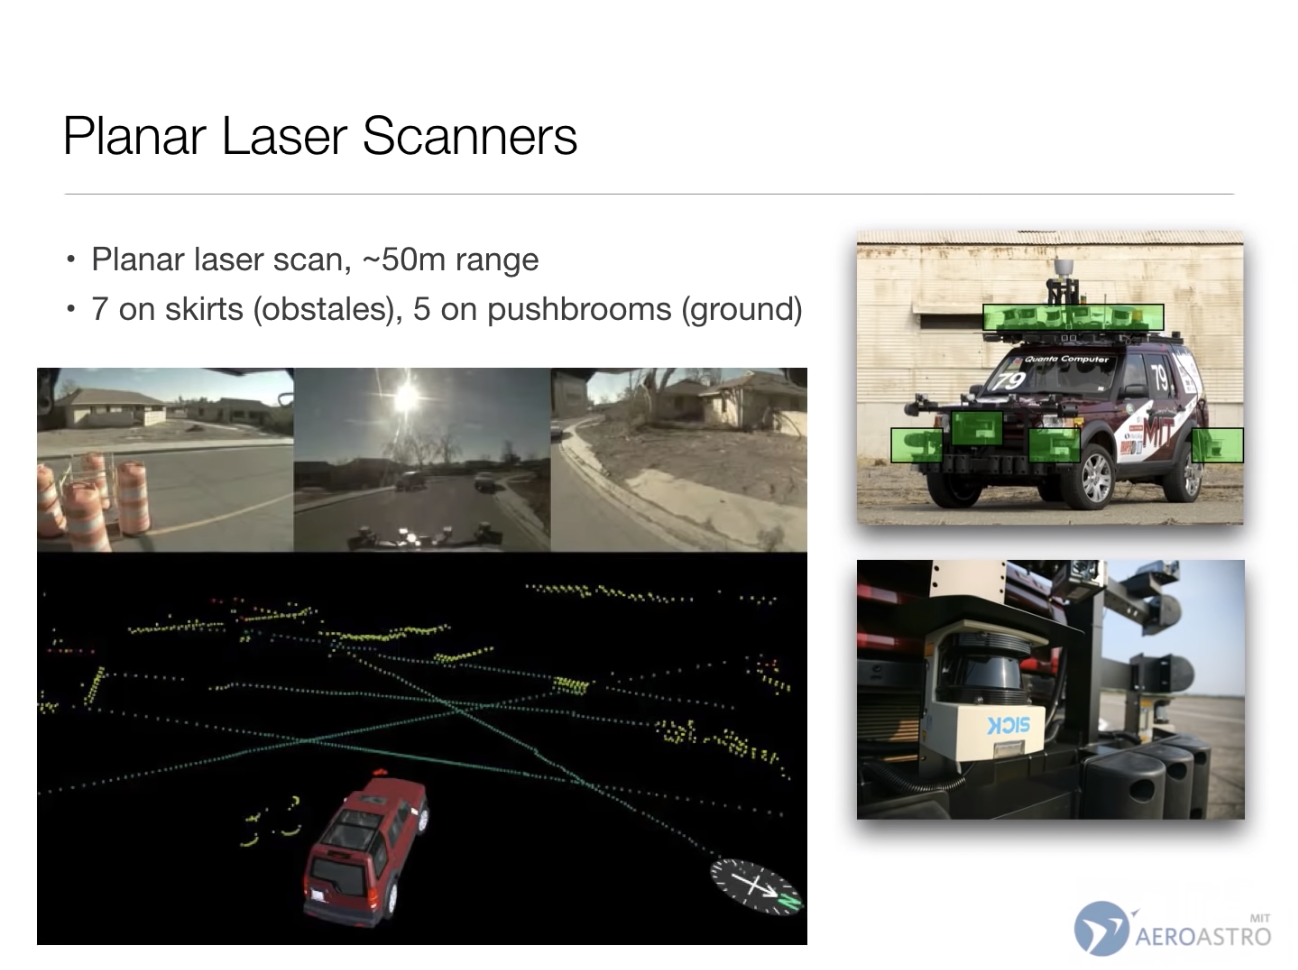 Planar Laser Scanners
• Planar laser scan, ~50m range
• 7 on skirts (obstales), 5 on pushbrooms (ground)
Quanta Computer
79
79
MIT
SICK
N
MIT
AEROASTRO